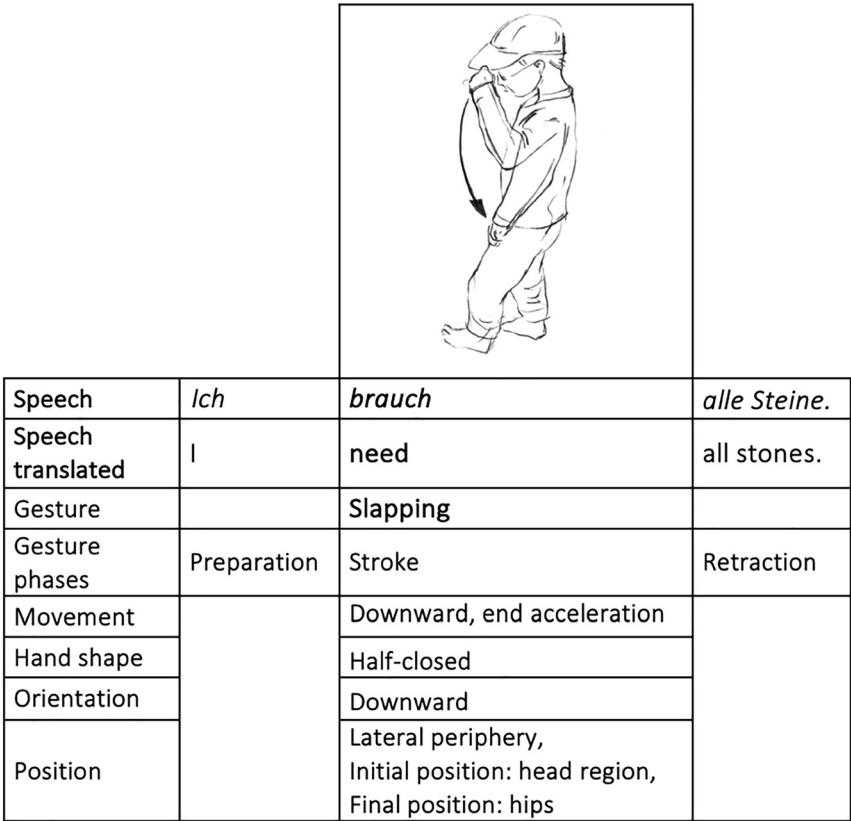 Speech Ich brauch alle Steine.
Speech translated I need all stones.
Gesture Slapping
Gesture phases Preparation Stroke Retraction
Movement Downward, end acceleration
Hand shape Half-closed
Orientation Downward
Position Lateral periphery,
Initial position: head region,
Final position: hips